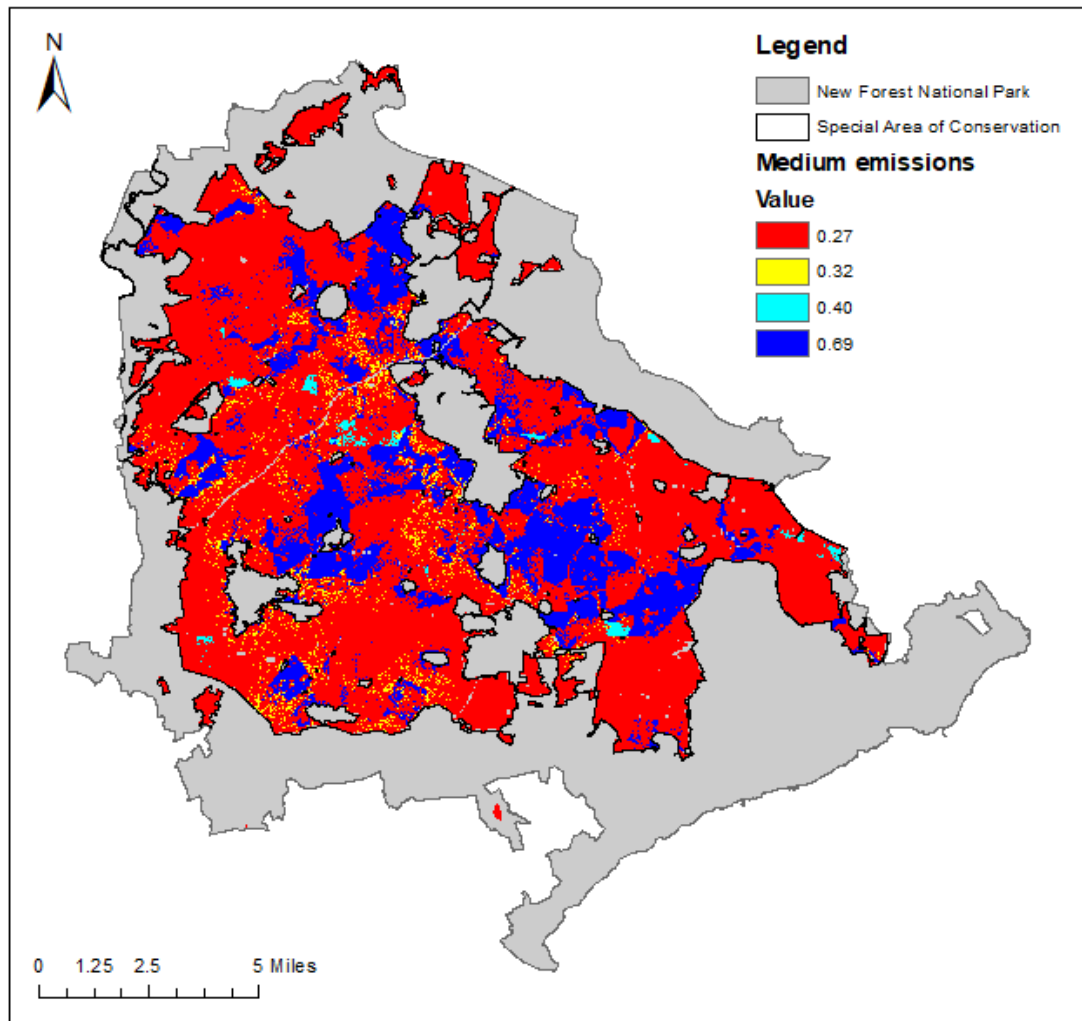 N
Legend
New Forest National Park
Special Area of Conservation
Medium emissions
Value
0.27
0.32
0.40
0.69
0 1.25 2.5 5 Miles